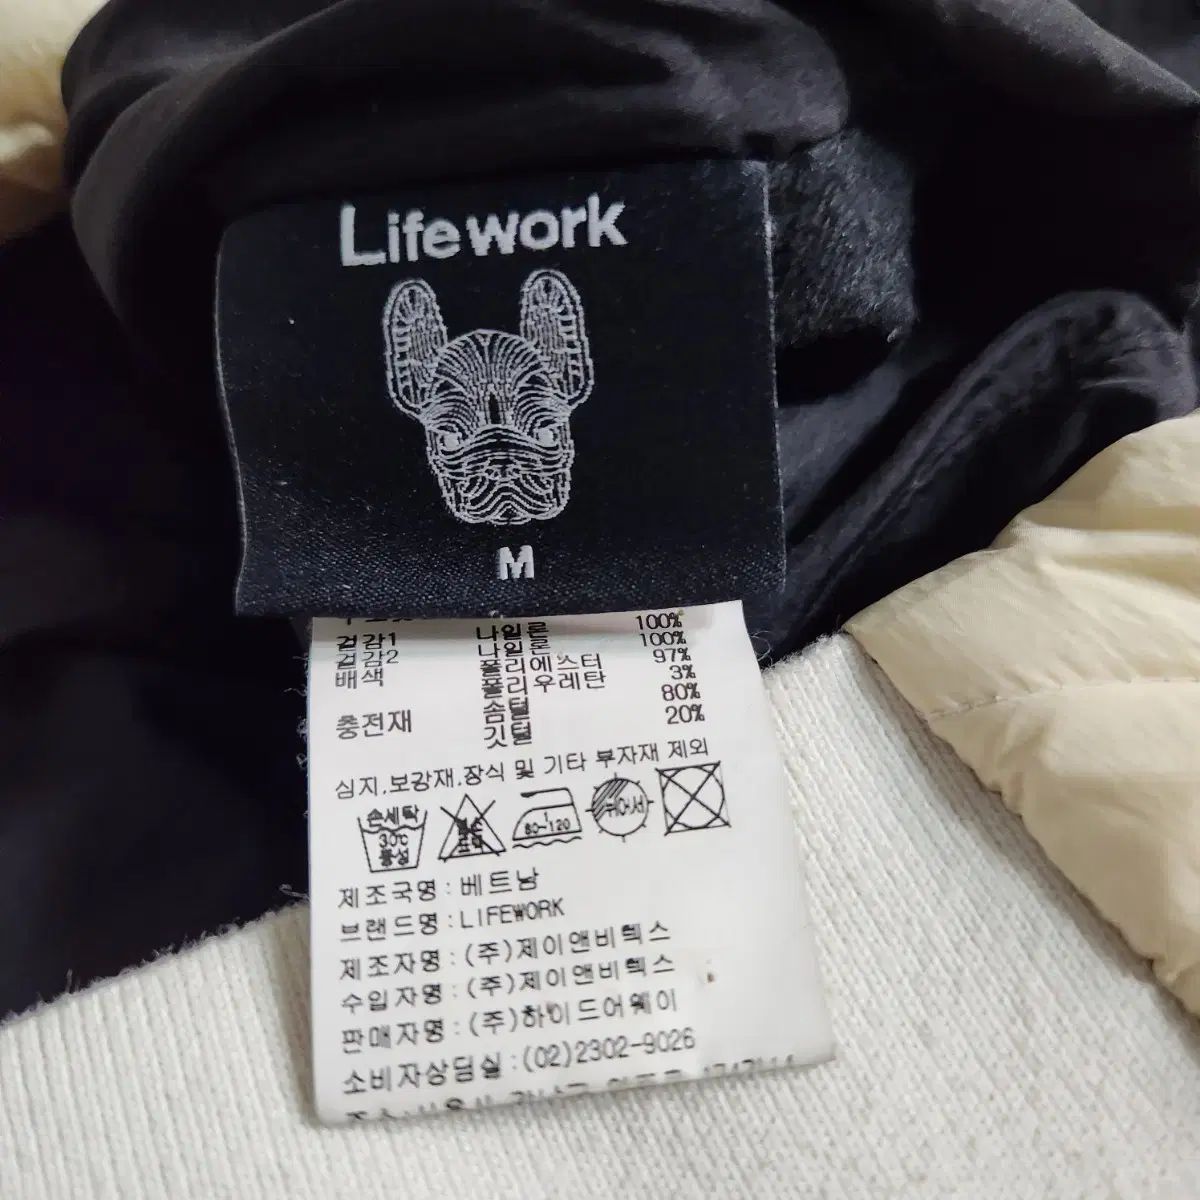 Lifework
M
100%
겉감1 나일론 100%
겉감2 나일론 97%
배색 폴리에스터 3%
폴리우레탄 80%
충전재 솜털 20%
깃털
심지,보강재,장식 및 기타 부자재 제외
손세탁
30℃
중성
80-120
제조국명 : 베트남
브랜드명 : LIFEWORK
제조자명 : (주)제이앤비텍스
수입자명 : (주)제이앤비텍스
판매자명 : (주)하이드어웨이
소비자상담실 : (02)2302-9026